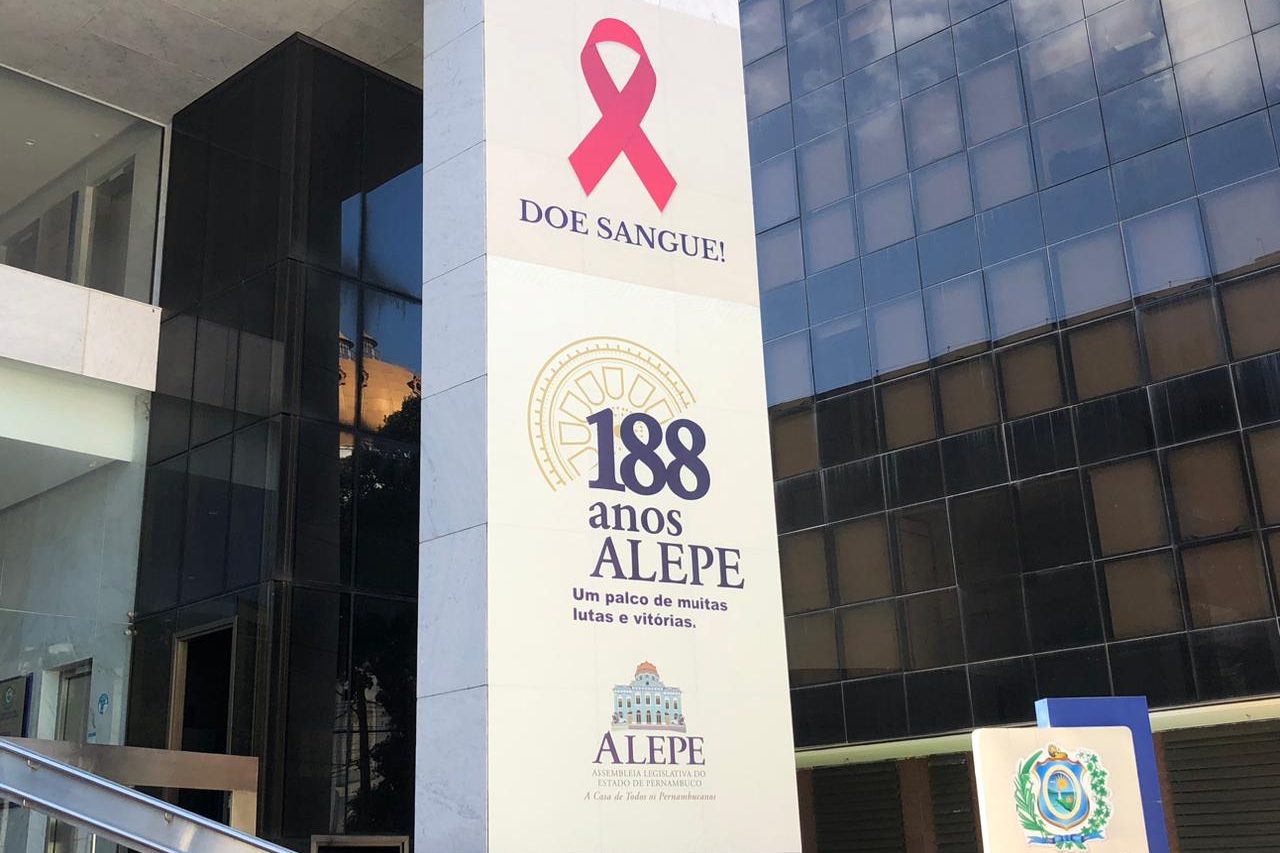 DOE SANGUE!
188
anos
ALEPE
Um palco de muitas
lutas e vitórias.
ALEPE
ASSEMBLEIA LEGISLATIVA DO
ESTADO DE PERNAMBUCO
A Casa de Todos os Pernambucanos